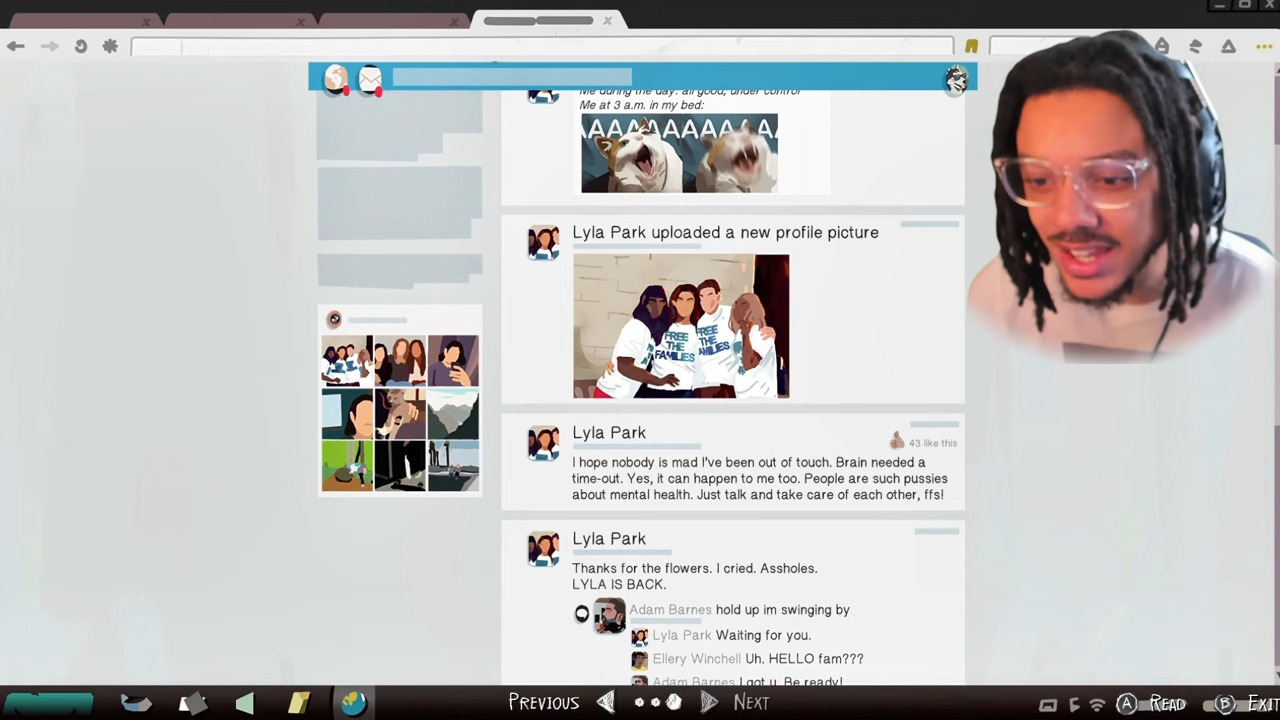 Me during the day: all good, under control
Me at 3 a.m. in my bed:
AAAAAAAAAAAA
Lyla Park uploaded a new profile picture
FREE THE FAMILIES
FREE THE FAMILIES
Lyla Park
43 like this
I hope nobody is mad I've been out of touch. Brain needed a
time-out. Yes, it can happen to me too. People are such pussies
about mental health. Just talk and take care of each other, ffs!
Lyla Park
Thanks for the flowers. I cried. Assholes.
LYLA IS BACK.
Adam Barnes hold up im swinging by
Lyla Park Waiting for you.
Ellery Winchell Uh. HELLO fam???
Adam Barnes I got u. Be ready!
Previous Next A Read B Exit